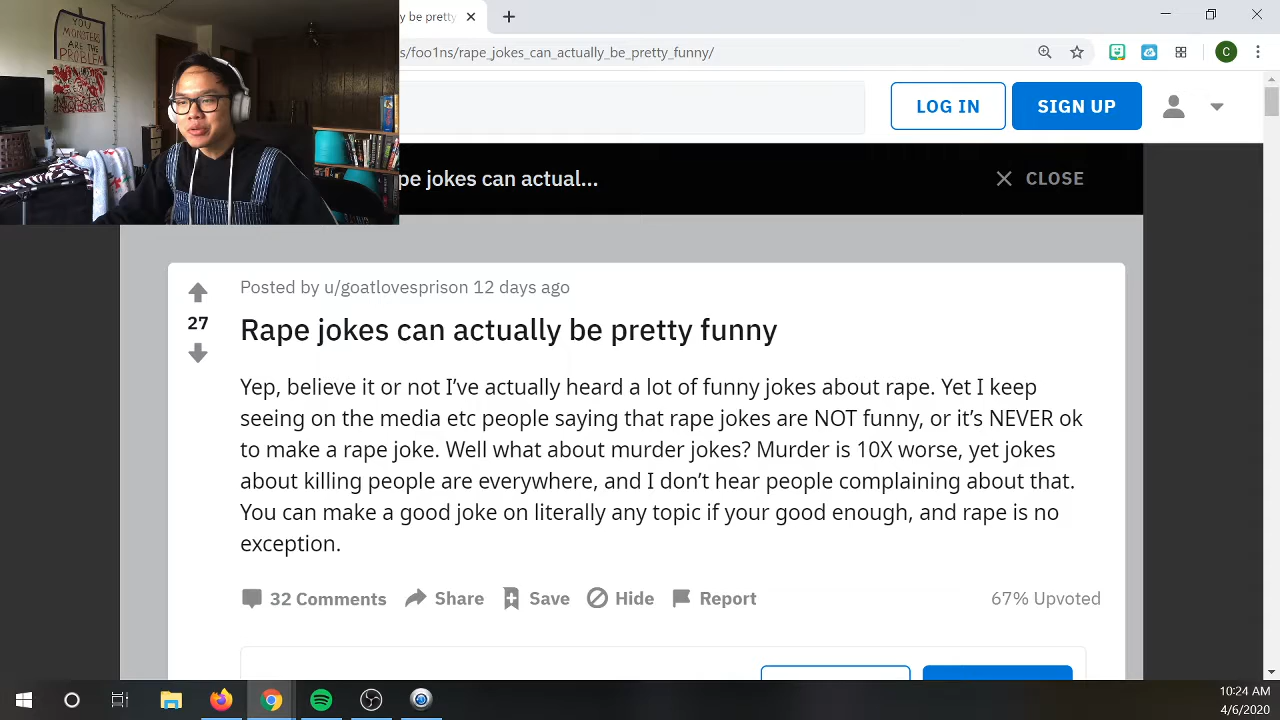 YOU
MONSTERS
ARE THE
PROBLEM
y be pretty
s/foo1ns/rape_jokes_can_actually_be_pretty_funny/
C
LOG IN
SIGN UP
pe jokes can actual...
CLOSE
Posted by u/goatlovesprison 12 days ago
27
Rape jokes can actually be pretty funny
Yep, believe it or not I've actually heard a lot of funny jokes about rape. Yet I keep
seeing on the media etc people saying that rape jokes are NOT funny, or it's NEVER ok
to make a rape joke. Well what about murder jokes? Murder is 10X worse, yet jokes
about killing people are everywhere, and I don't hear people complaining about that.
You can make a good joke on literally any topic if your good enough, and rape is no
exception.
32 Comments
Share
Save
Hide
Report
67% Upvoted
10:24 AM
4/6/2020